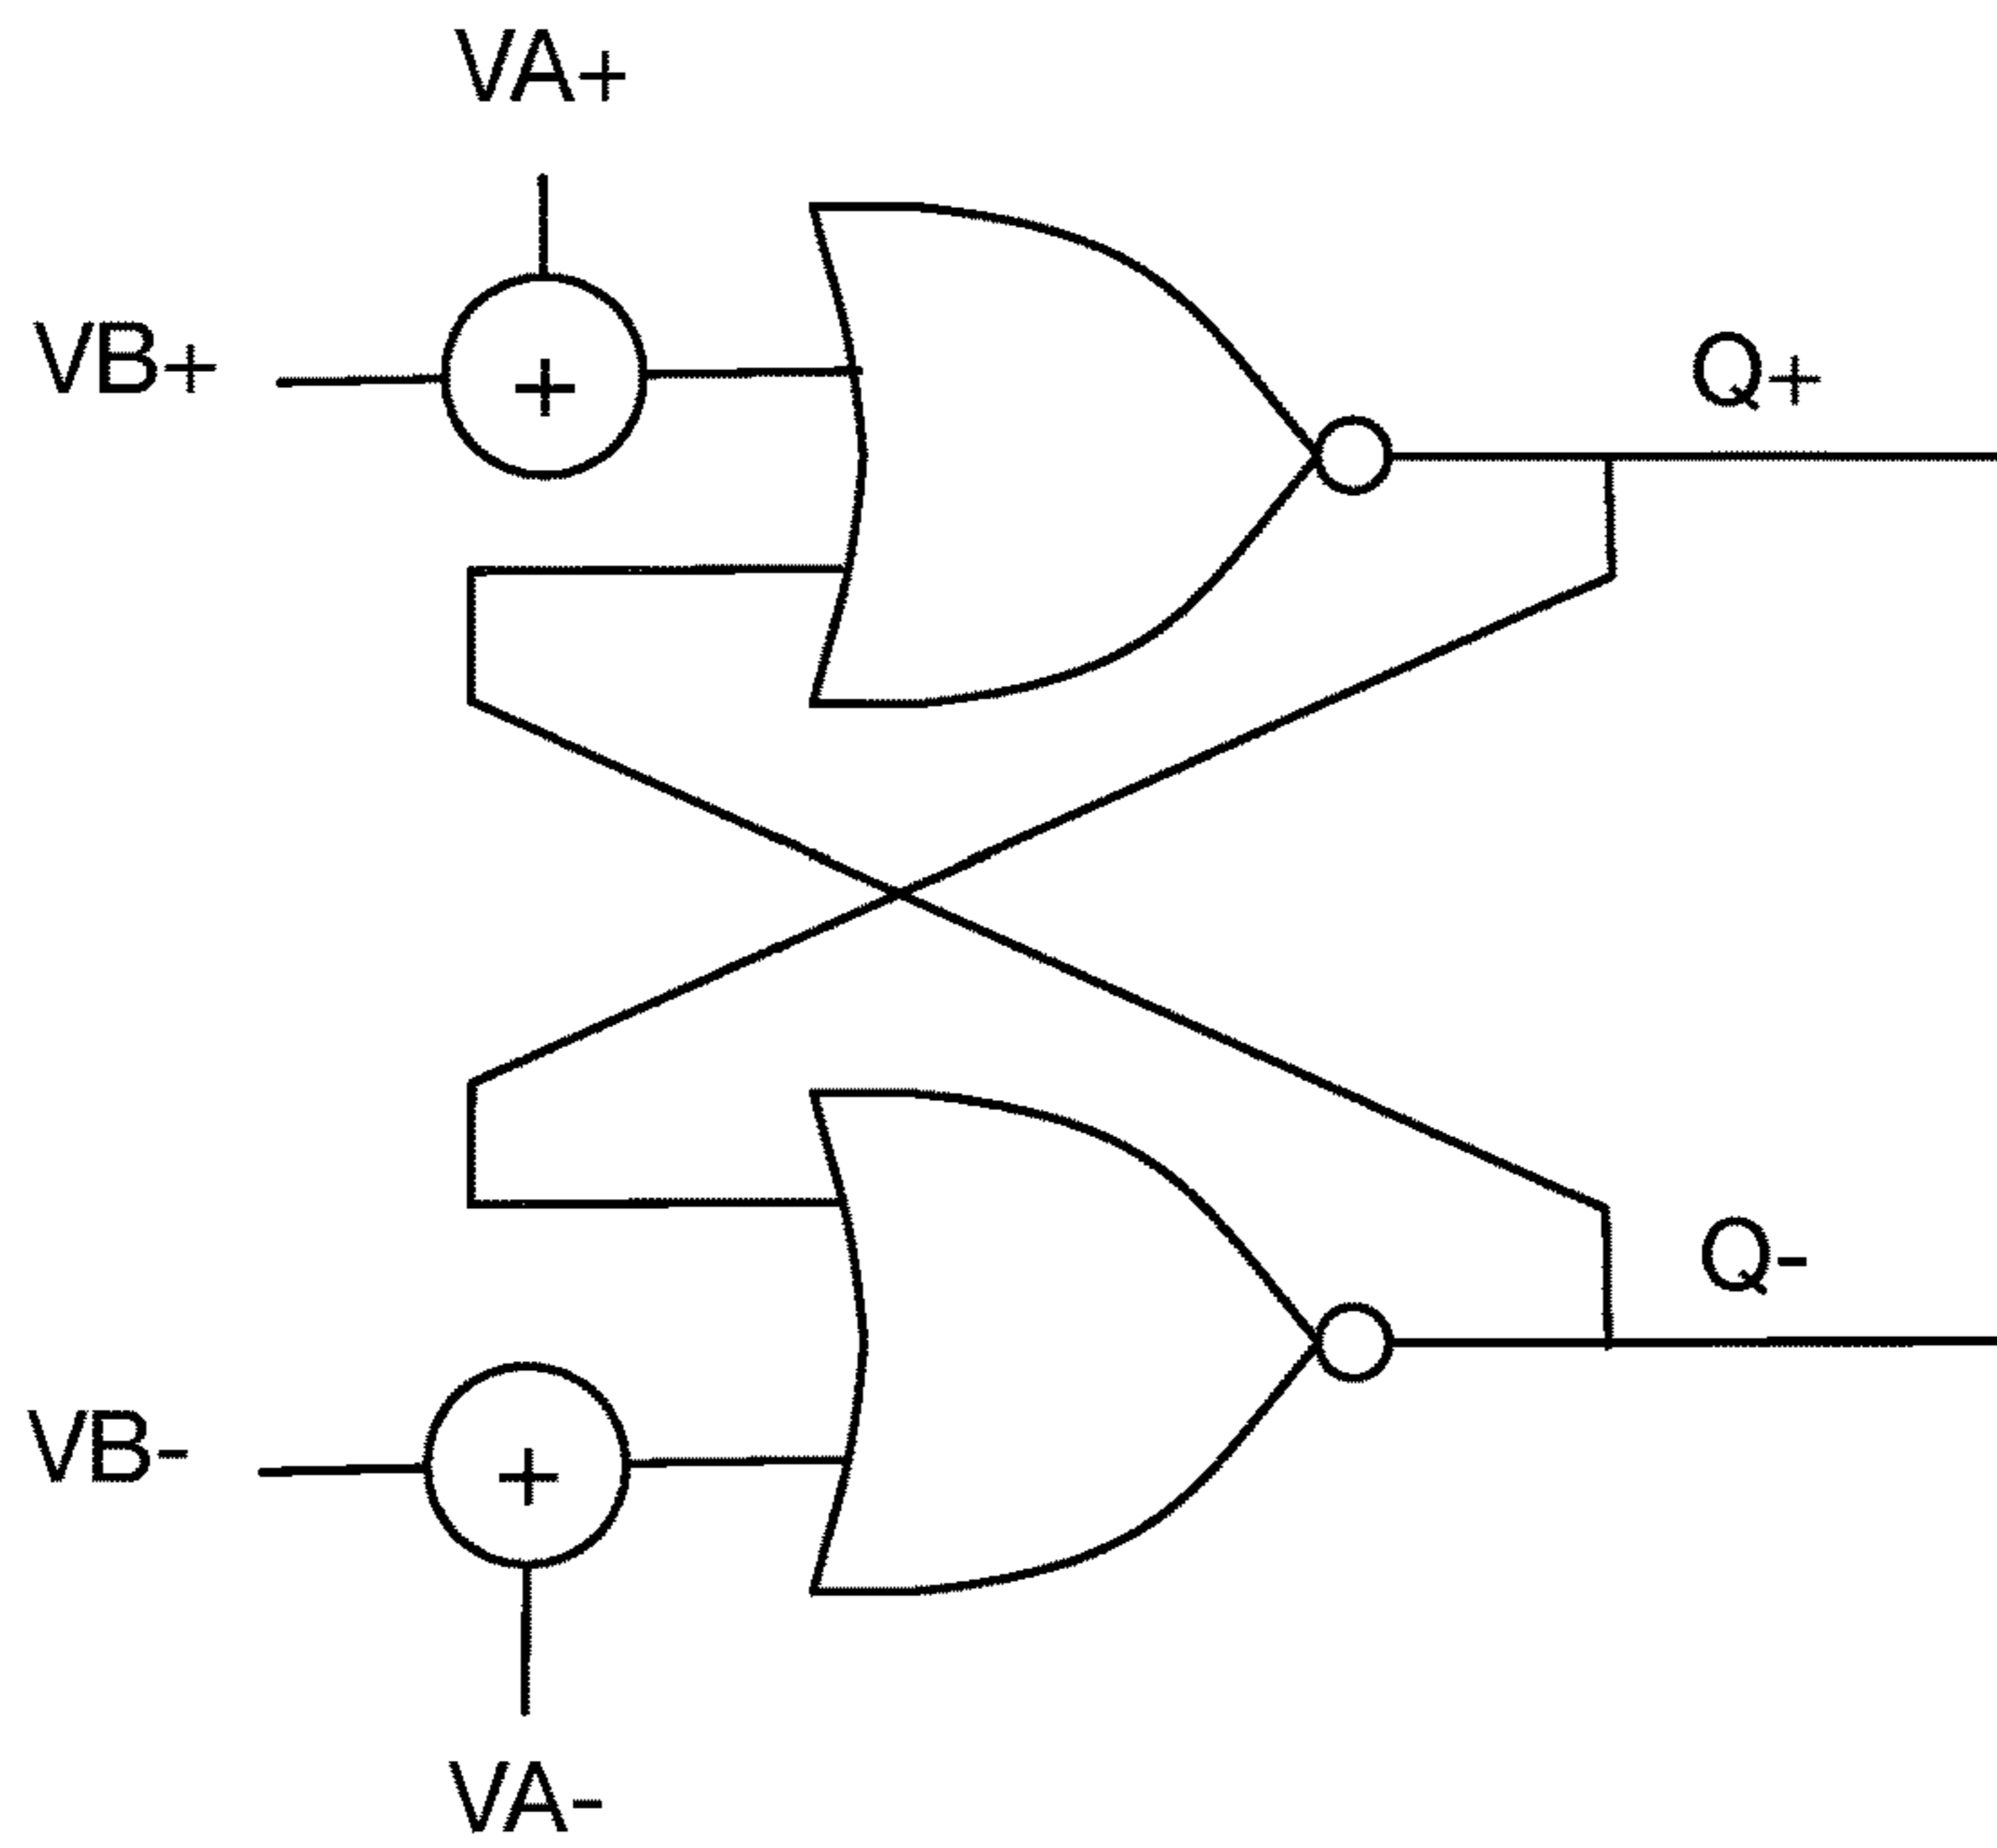 VA+
VB+
+
Q+
Q-
VB-
+
VA-